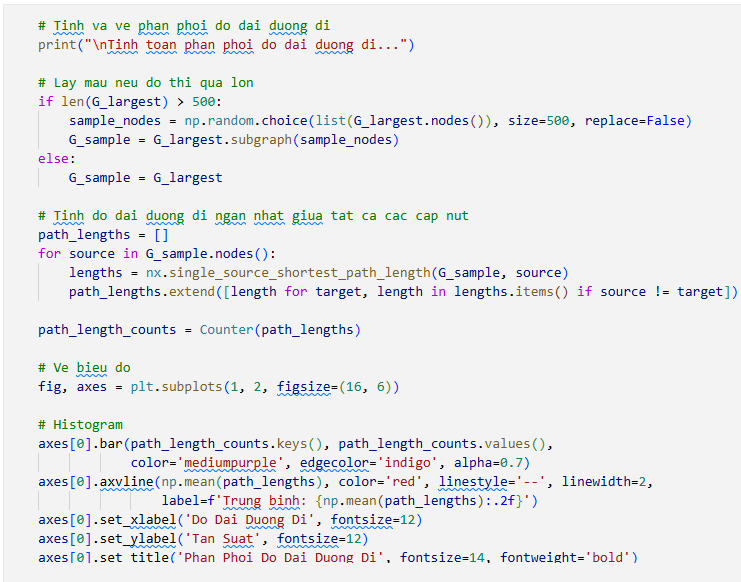 # Tinh va ve phan phoi do dai duong di
print("\nTinh toan phan phoi do dai duong di...")
# Lay mau neu do thi qua lon
if len(G_largest) > 500:
    sample_nodes = np.random.choice(list(G_largest.nodes()), size=500, replace=False)
    G_sample = G_largest.subgraph(sample_nodes)
else:
    G_sample = G_largest
# Tinh do dai duong di ngan nhat giua tat ca cac cap nut
path_lengths = []
for source in G_sample.nodes():
    lengths = nx.single_source_shortest_path_length(G_sample, source)
    path_lengths.extend([length for target, length in lengths.items() if source != target])
path_length_counts = Counter(path_lengths)
# Ve bieu do
fig, axes = plt.subplots(1, 2, figsize=(16, 6))
# Histogram
axes[0].bar(path_length_counts.keys(), path_length_counts.values(),
            color='mediumpurple', edgecolor='indigo', alpha=0.7)
axes[0].axvline(np.mean(path_lengths), color='red', linestyle='--', linewidth=2,
                label=f'Trung binh: {np.mean(path_lengths):.2f}')
axes[0].set_xlabel('Do Dai Duong Di', fontsize=12)
axes[0].set_ylabel('Tan Suat', fontsize=12)
axes[0].set_title('Phan Phoi Do Dai Duong Di', fontsize=14, fontweight='bold')